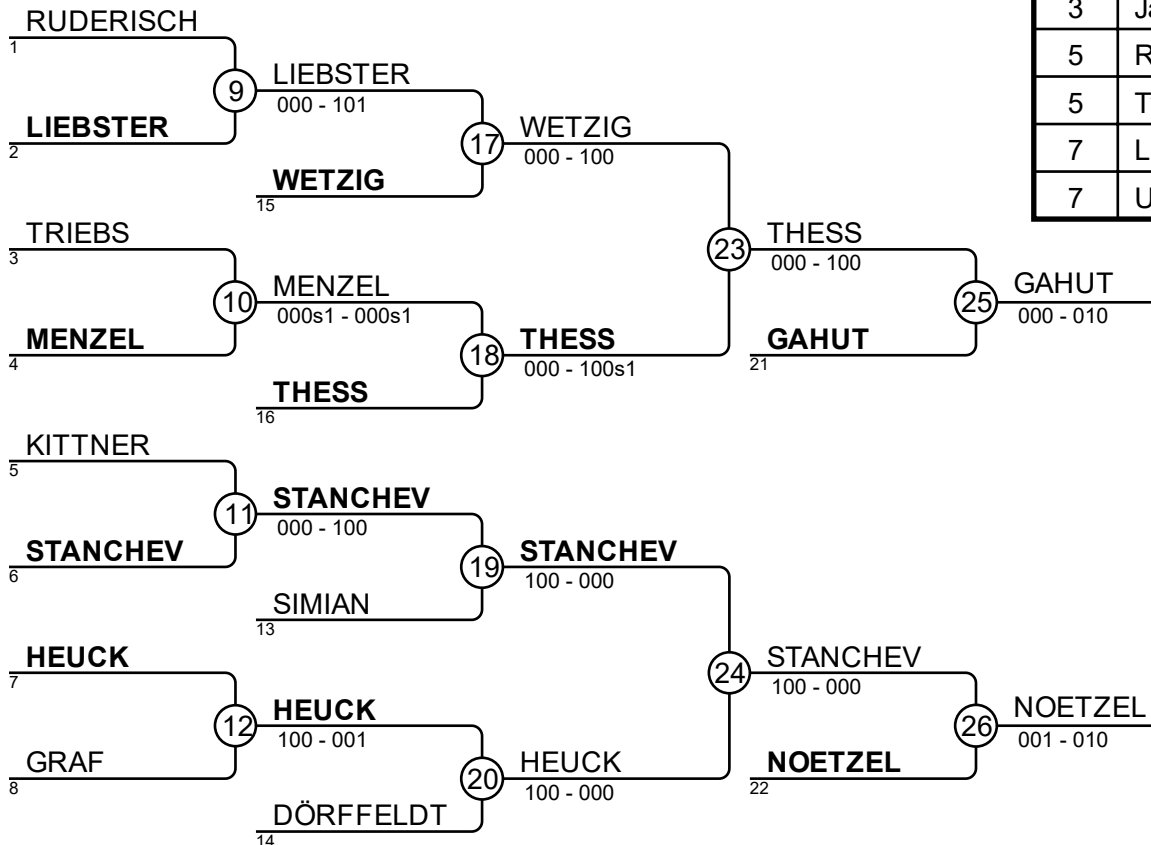 RUDERISCH
1
9
LIEBSTER
000 - 101
LIEBSTER
2
17
WETZIG
000 - 100
WETZIG
15
TRIEBS
3
10
MENZEL
000s1 - 000s1
MENZEL
4
18
THESS
000 - 100s1
THESS
16
23
THESS
000 - 100
25
GAHUT
000 - 010
GAHUT
21
KITTNER
5
11
STANCHEV
000 - 100
STANCHEV
6
19
STANCHEV
100 - 000
SIMIAN
13
HEUCK
7
12
HEUCK
100 - 001
GRAF
8
20
HEUCK
100 - 000
DÖRFFELDT
14
24
STANCHEV
100 - 000
26
NOETZEL
001 - 010
NOETZEL
22
3
5
5
7
7